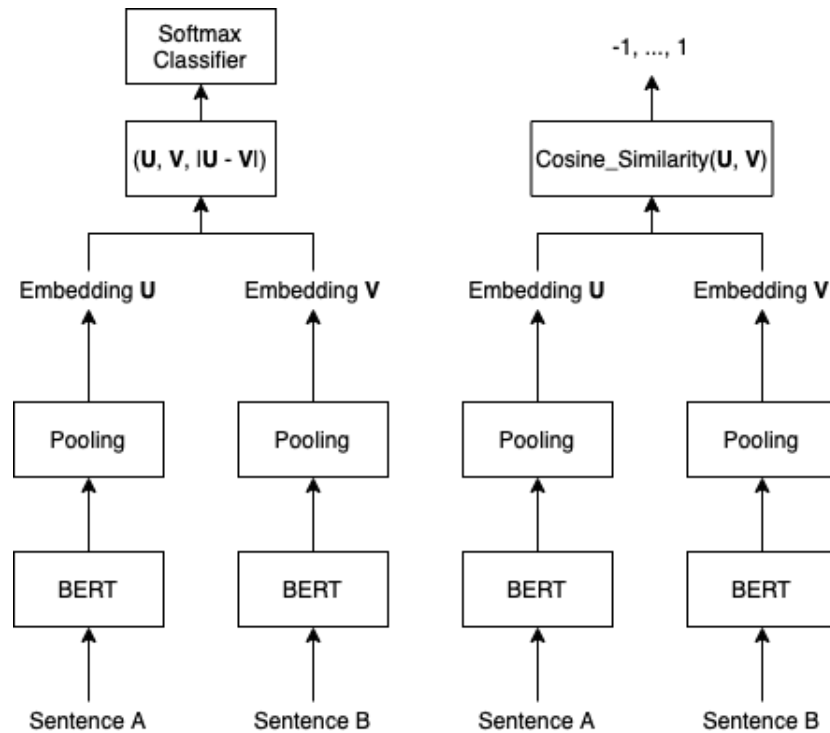 Softmax
Classifier
(U, V, |U - V|)
Embedding U
Embedding V
Pooling
Pooling
BERT
BERT
Sentence A
Sentence B
-1, ..., 1
Cosine_Similarity(U, V)
Embedding U
Embedding V
Pooling
Pooling
BERT
BERT
Sentence A
Sentence B